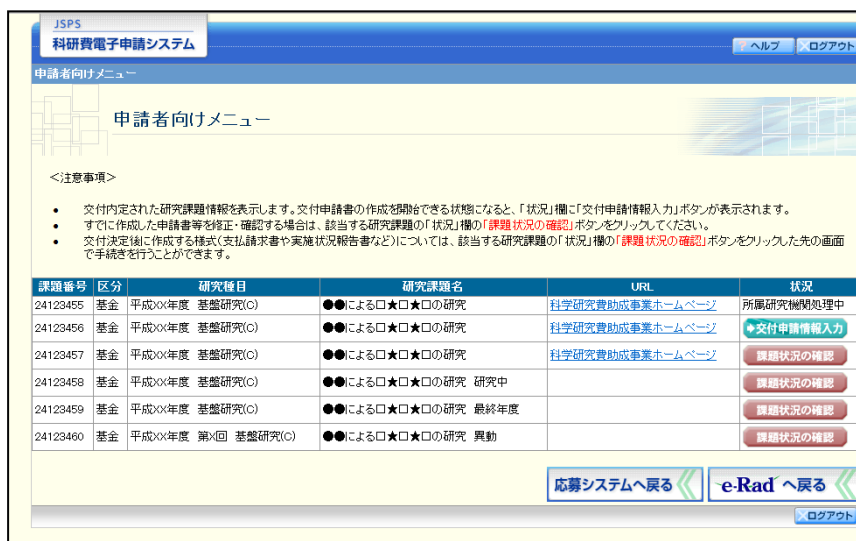 JSPS
科研費電子申請システム
? ヘルプ ログアウト
申請者向けメニュー
申請者向けメニュー
<注意事項>
• 交付内定された研究課題情報を表示します。交付申請書の作成を開始できる状態になると、「状況」欄に「交付申請情報入力」ボタンが表示されます。
• すでに作成した申請書等を修正・確認する場合は、該当する研究課題の「状況」欄の「課題状況の確認」ボタンをクリックしてください。
• 交付決定後に作成する様式(支払請求書や実施状況報告書など)については、該当する研究課題の「状況」欄の「課題状況の確認」ボタンをクリックした先の画面
で手続きを行うことができます。
課題番号 区分 研究種目 研究課題名 URL 状況
24123455 基金 平成XX年度 基盤研究(C) ●●による□★□★□の研究 科学研究費助成事業ホームページ 所属研究機関処理中
24123456 基金 平成XX年度 基盤研究(C) ●●による□★□★□の研究 科学研究費助成事業ホームページ 交付申請情報入力
24123457 基金 平成XX年度 基盤研究(C) ●●による□★□★□の研究 科学研究費助成事業ホームページ 課題状況の確認
24123458 基金 平成XX年度 基盤研究(C) ●●による□★□★□の研究 研究中 課題状況の確認
24123459 基金 平成XX年度 基盤研究(C) ●●による□★□★□の研究 最終年度 課題状況の確認
24123460 基金 平成XX年度 第X回 基盤研究(C) ●●による□★□★□の研究 異動 課題状況の確認
応募システムへ戻る e-Rad へ戻る
ログアウト